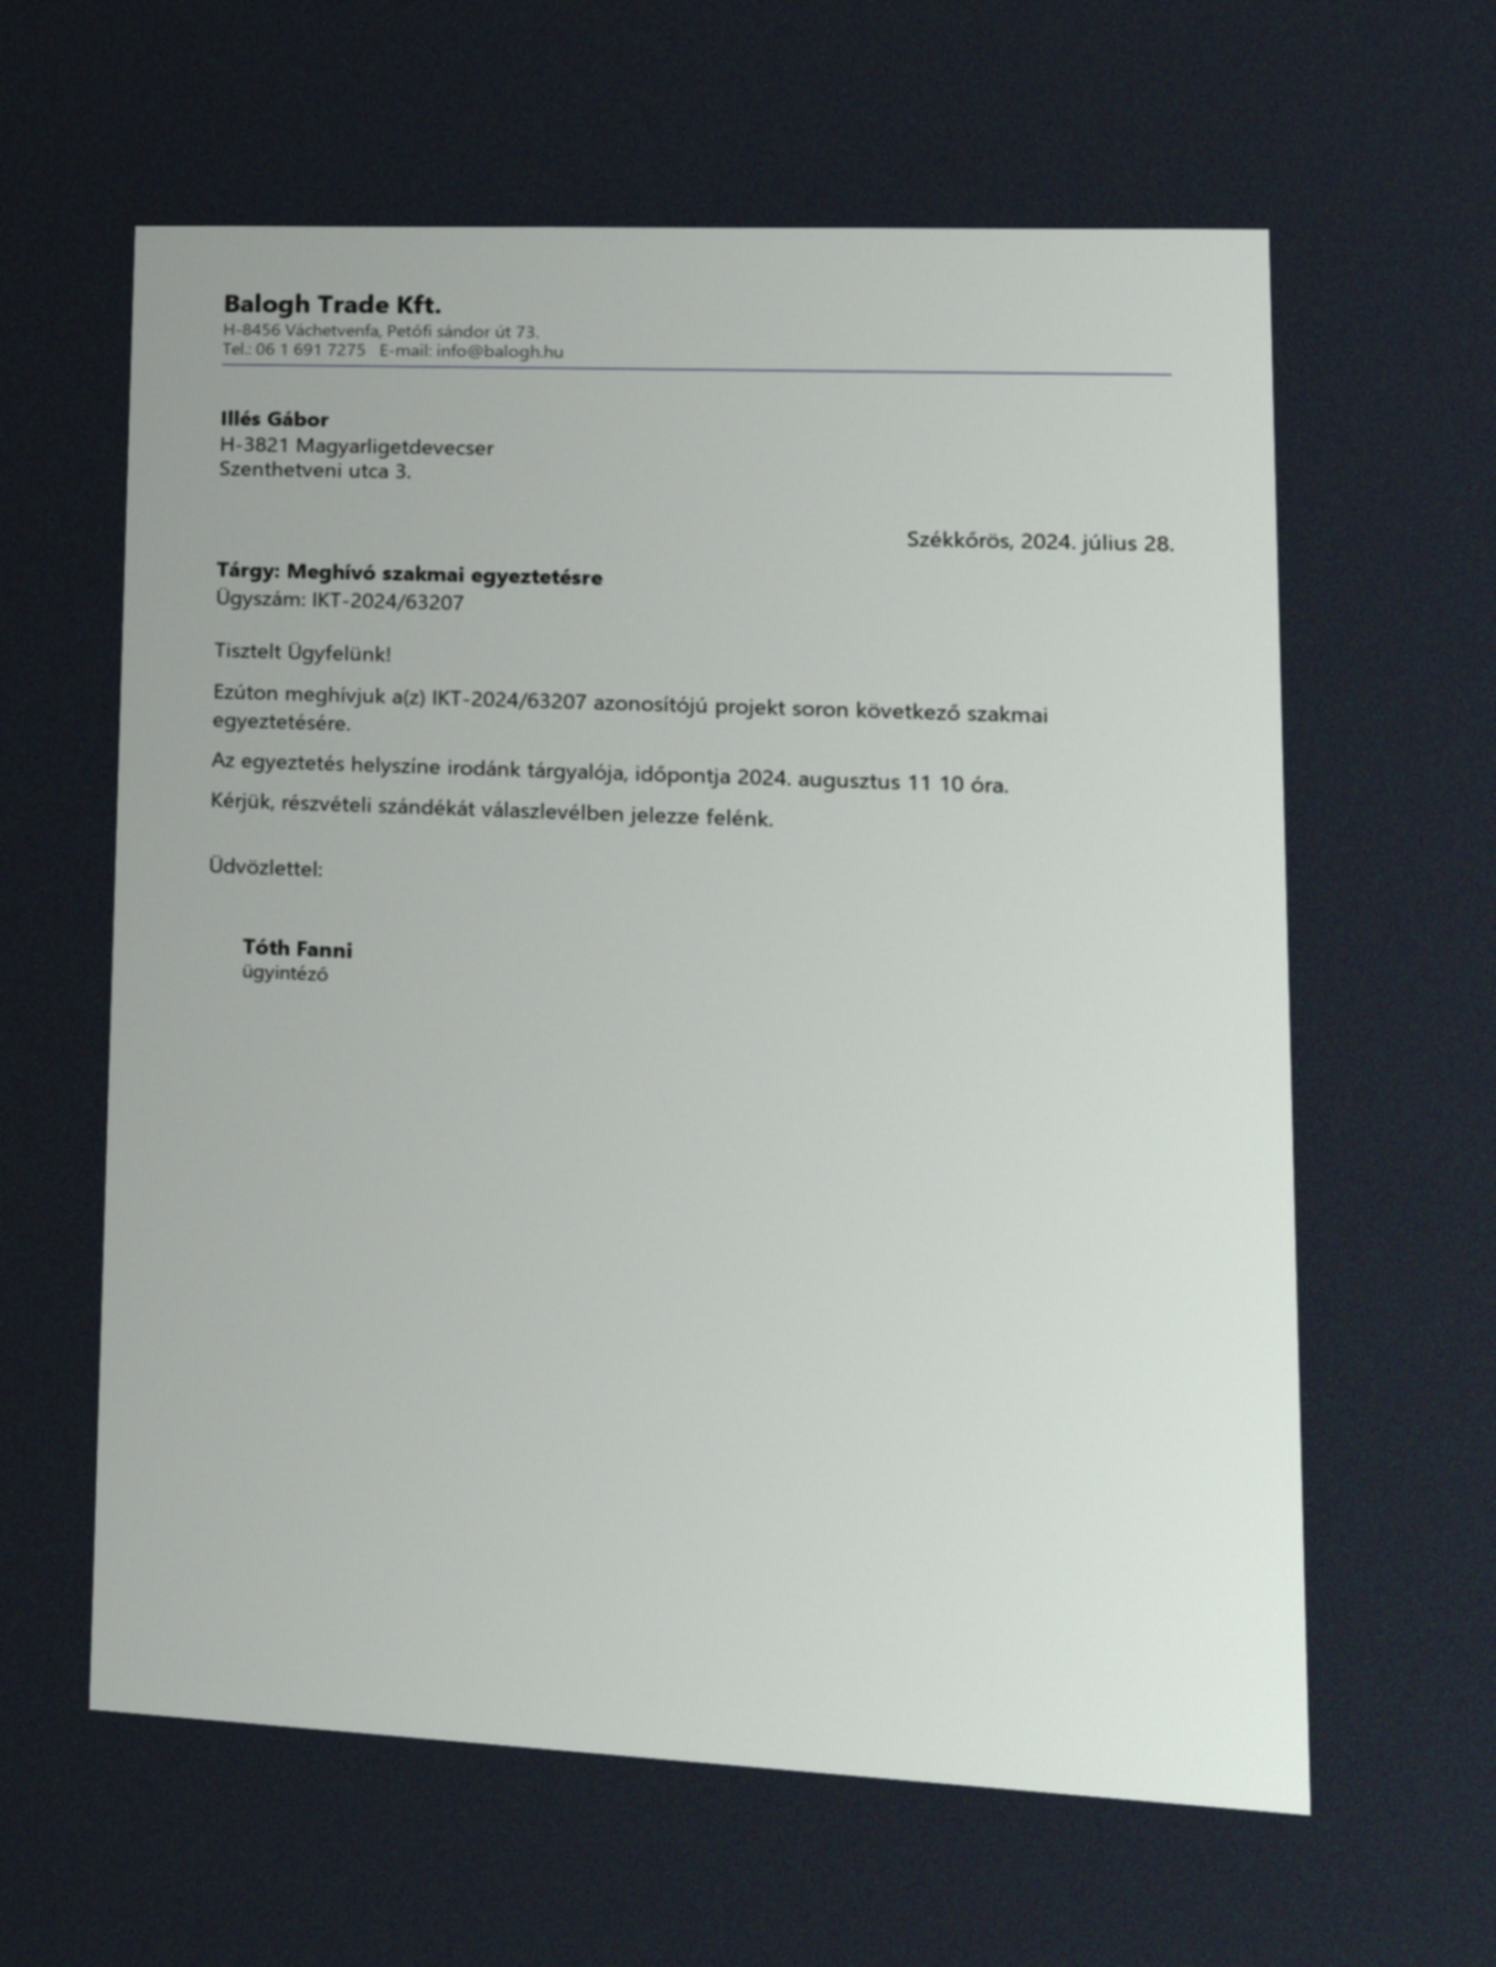 Balogh Trade Kft.
H-8456 Váchetvenfa, Petőfi sándor út 73.
Tel.: 06 1 691 7275 E-mail: info@balogh.hu
Illés Gábor
H-3821 Magyarligetdevecser
Szenthetveni utca 3.
Székkőrös, 2024. július 28.
Tárgy: Meghívó szakmai egyeztetésre
Ügyszám: IKT-2024/63207
Tisztelt Ügyfelünk!
Ezúton meghívjuk a(z) IKT-2024/63207 azonosítójú projekt soron következő szakmai
egyeztetésére.
Az egyeztetés helyszíne irodánk tárgyalója, időpontja 2024. augusztus 11 10 óra.
Kérjük, részvételi szándékát válaszlevélben jelezze felénk.
Üdvözlettel:
Tóth Fanni
ügyintéző